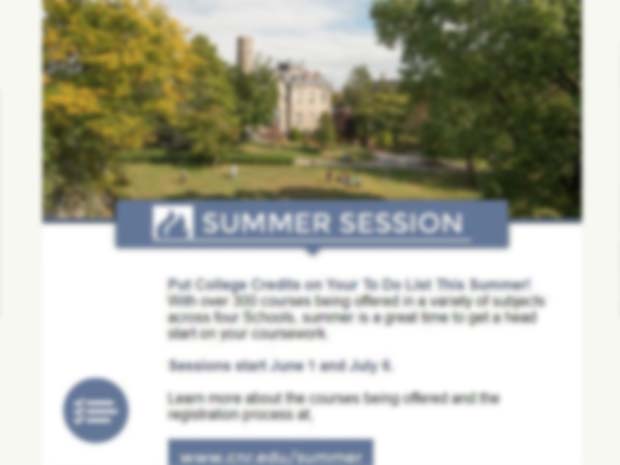 SUMMER SESSION
Put College Credits on Your To Do List This Summer!
With over 300 courses being offered in a variety of subjects
across four Schools, summer is a great time to get a head
start on your coursework.
Sessions start June 1 and July 6.
Learn more about the courses being offered and the
registration process at,
www.cnr.edu/summer